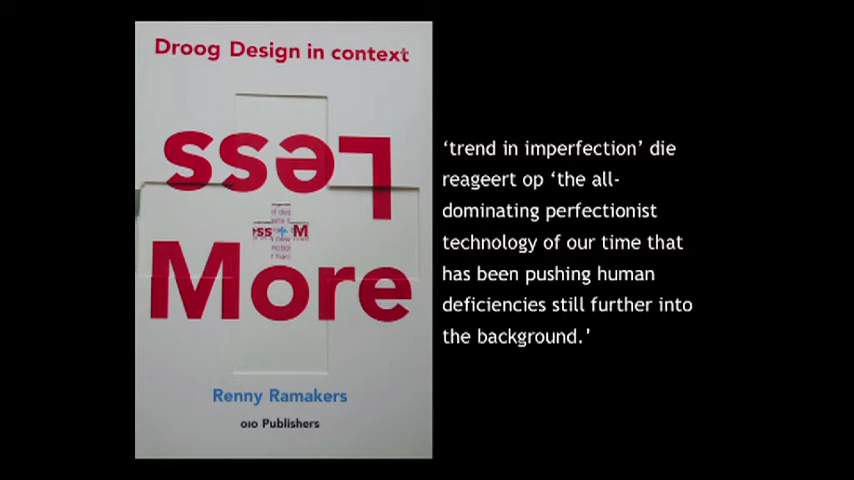 Droog Design in context
Less
ess + M
More
Renny Ramakers
010 Publishers
‘trend in imperfection’ die
reageert op ‘the all-
dominating perfectionist
technology of our time that
has been pushing human
deficiencies still further into
the background.’